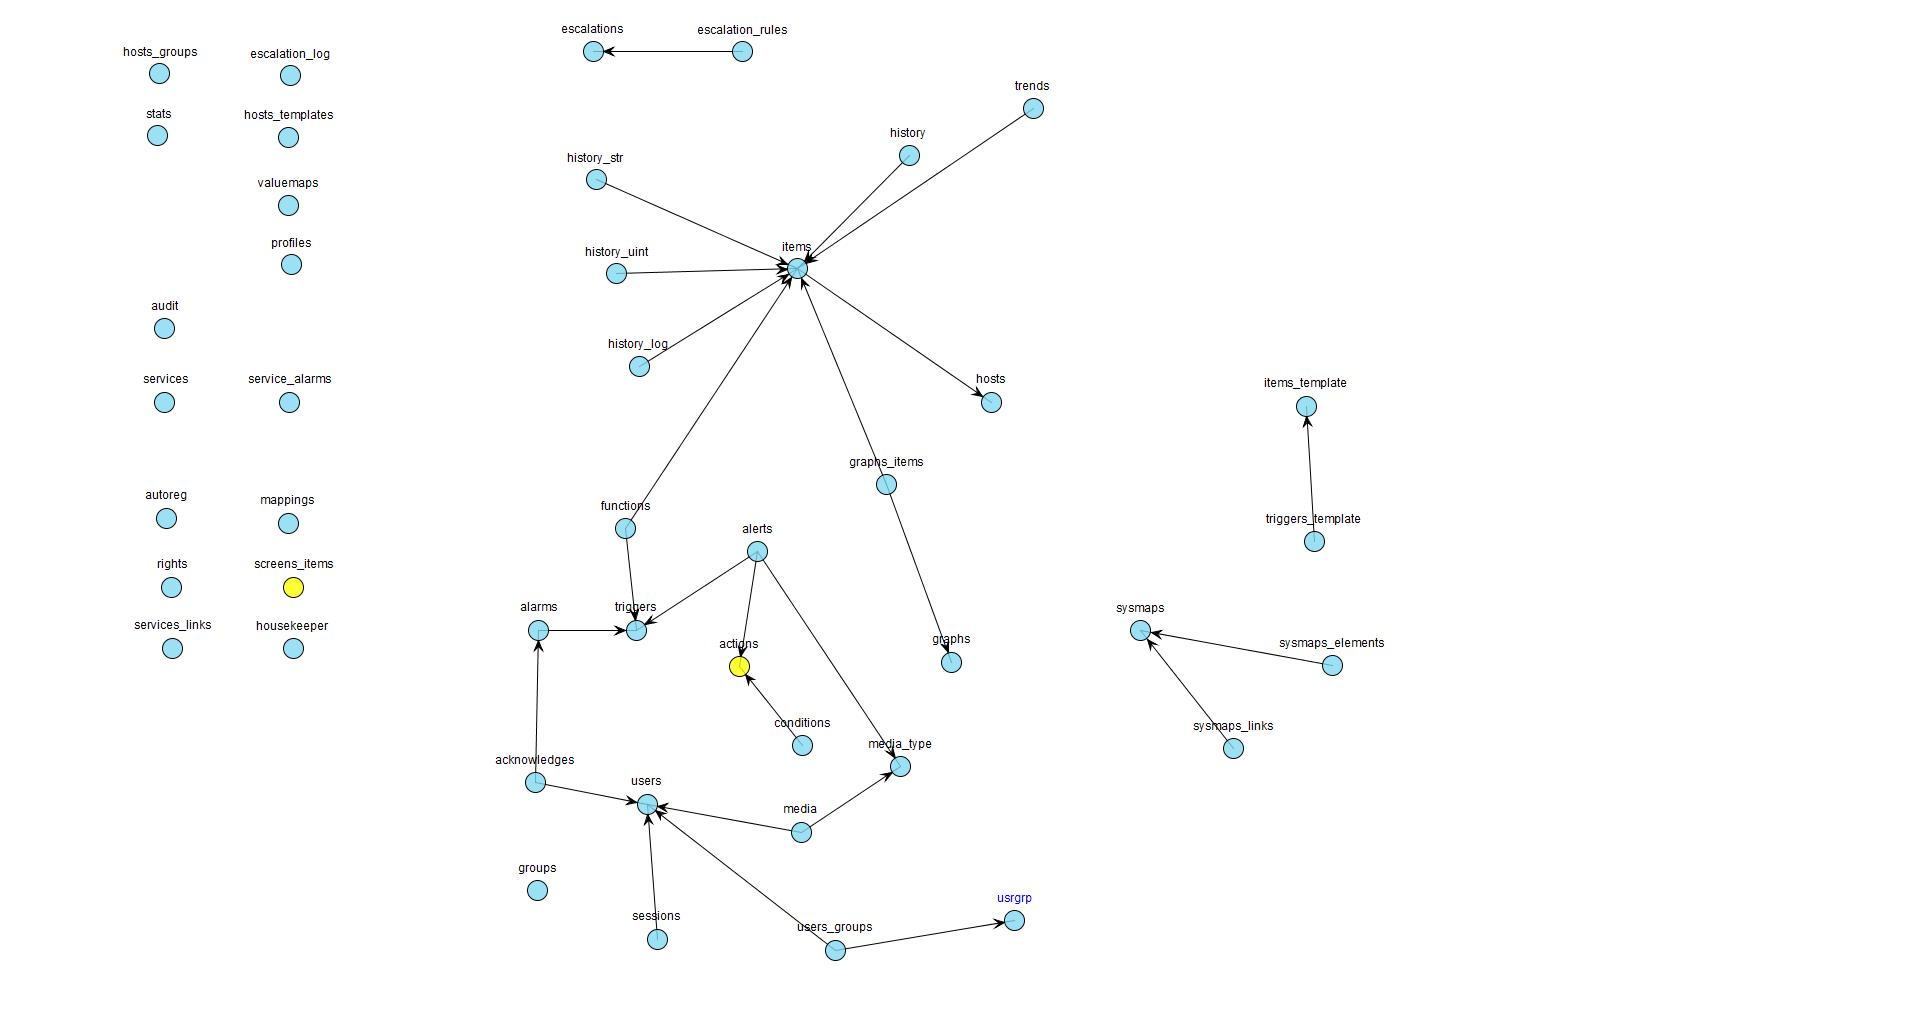 escalations
escalation_rules
hosts_groups
escalation_log
trends
stats
hosts_templates
history
history_str
valuemaps
profiles
items
history_uint
audit
history_log
services
service_alarms
hosts
items_template
graphs_items
autoreg
mappings
functions
triggers_template
alerts
rights
screens_items
alarms
triggers
sysmaps
services_links
housekeeper
actions
graphs
sysmaps_elements
conditions
sysmaps_links
media_type
acknowledges
users
media
groups
usrgrp
sessions
users_groups